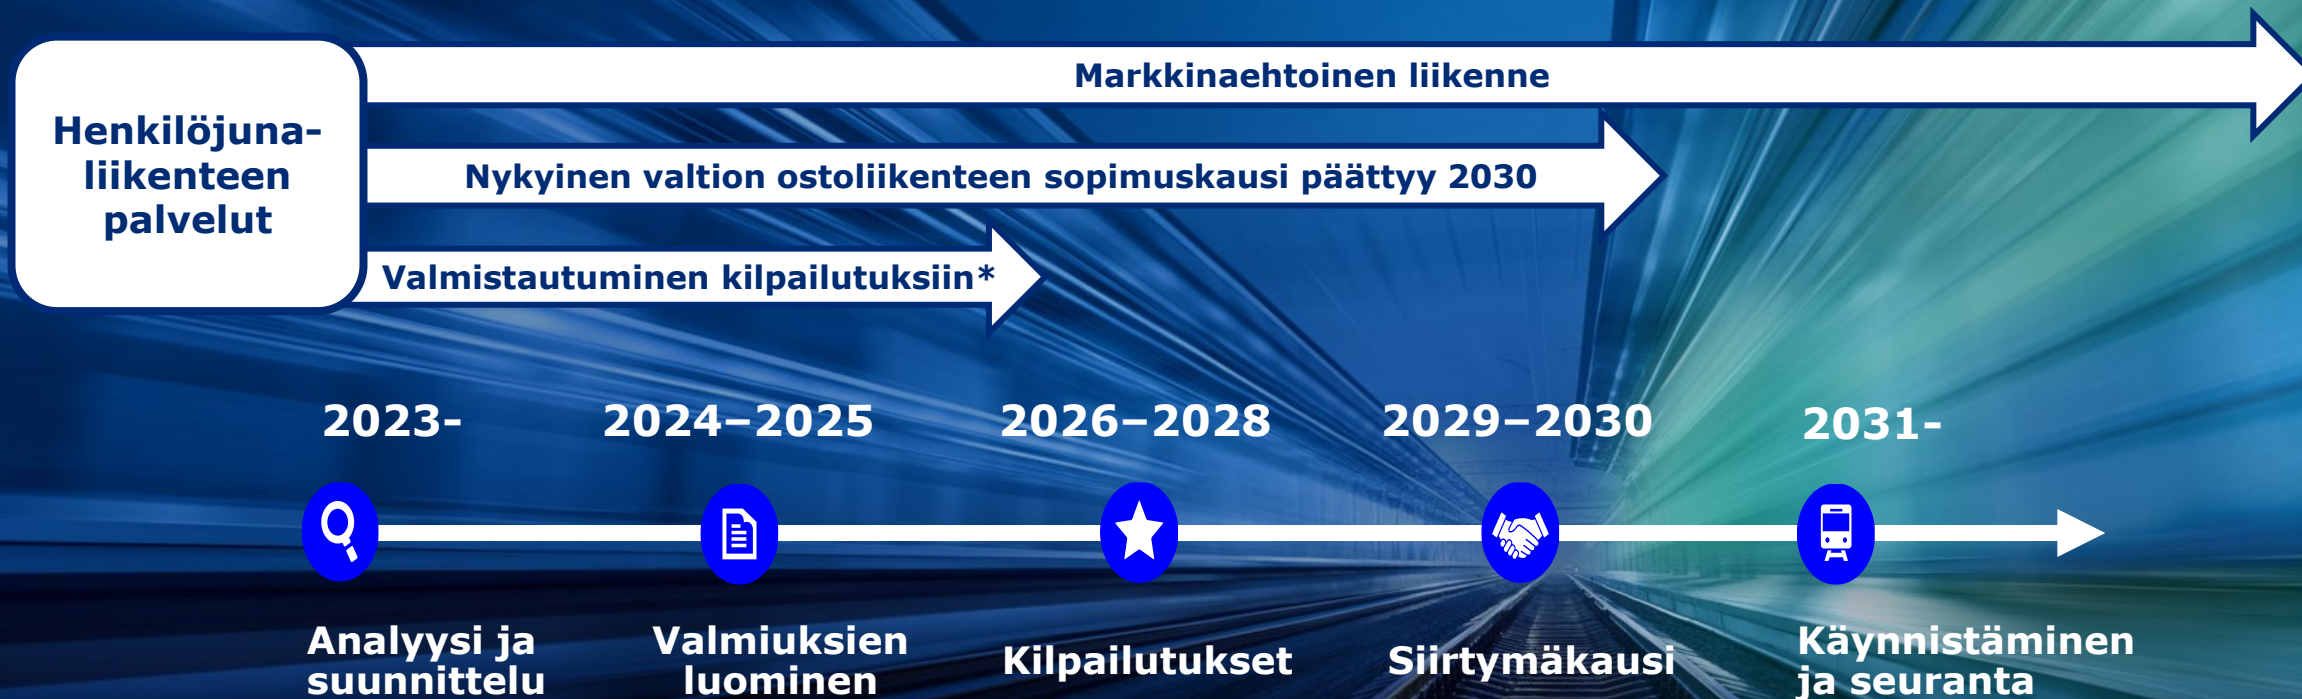 Markkinaehtoinen liikenne
Henkilöjuna-
liikenteen
palvelut
Nykyinen valtion ostoliikenteen sopimuskausi päättyy 2030
Valmistautuminen kilpailutuksiin*
2023-
2024–2025
2026–2028
2029–2030
2031-
Analyysi ja
suunnittelu
Valmiuksien
luominen
Kilpailutukset
Siirtymäkausi
Käynnistäminen
ja seuranta